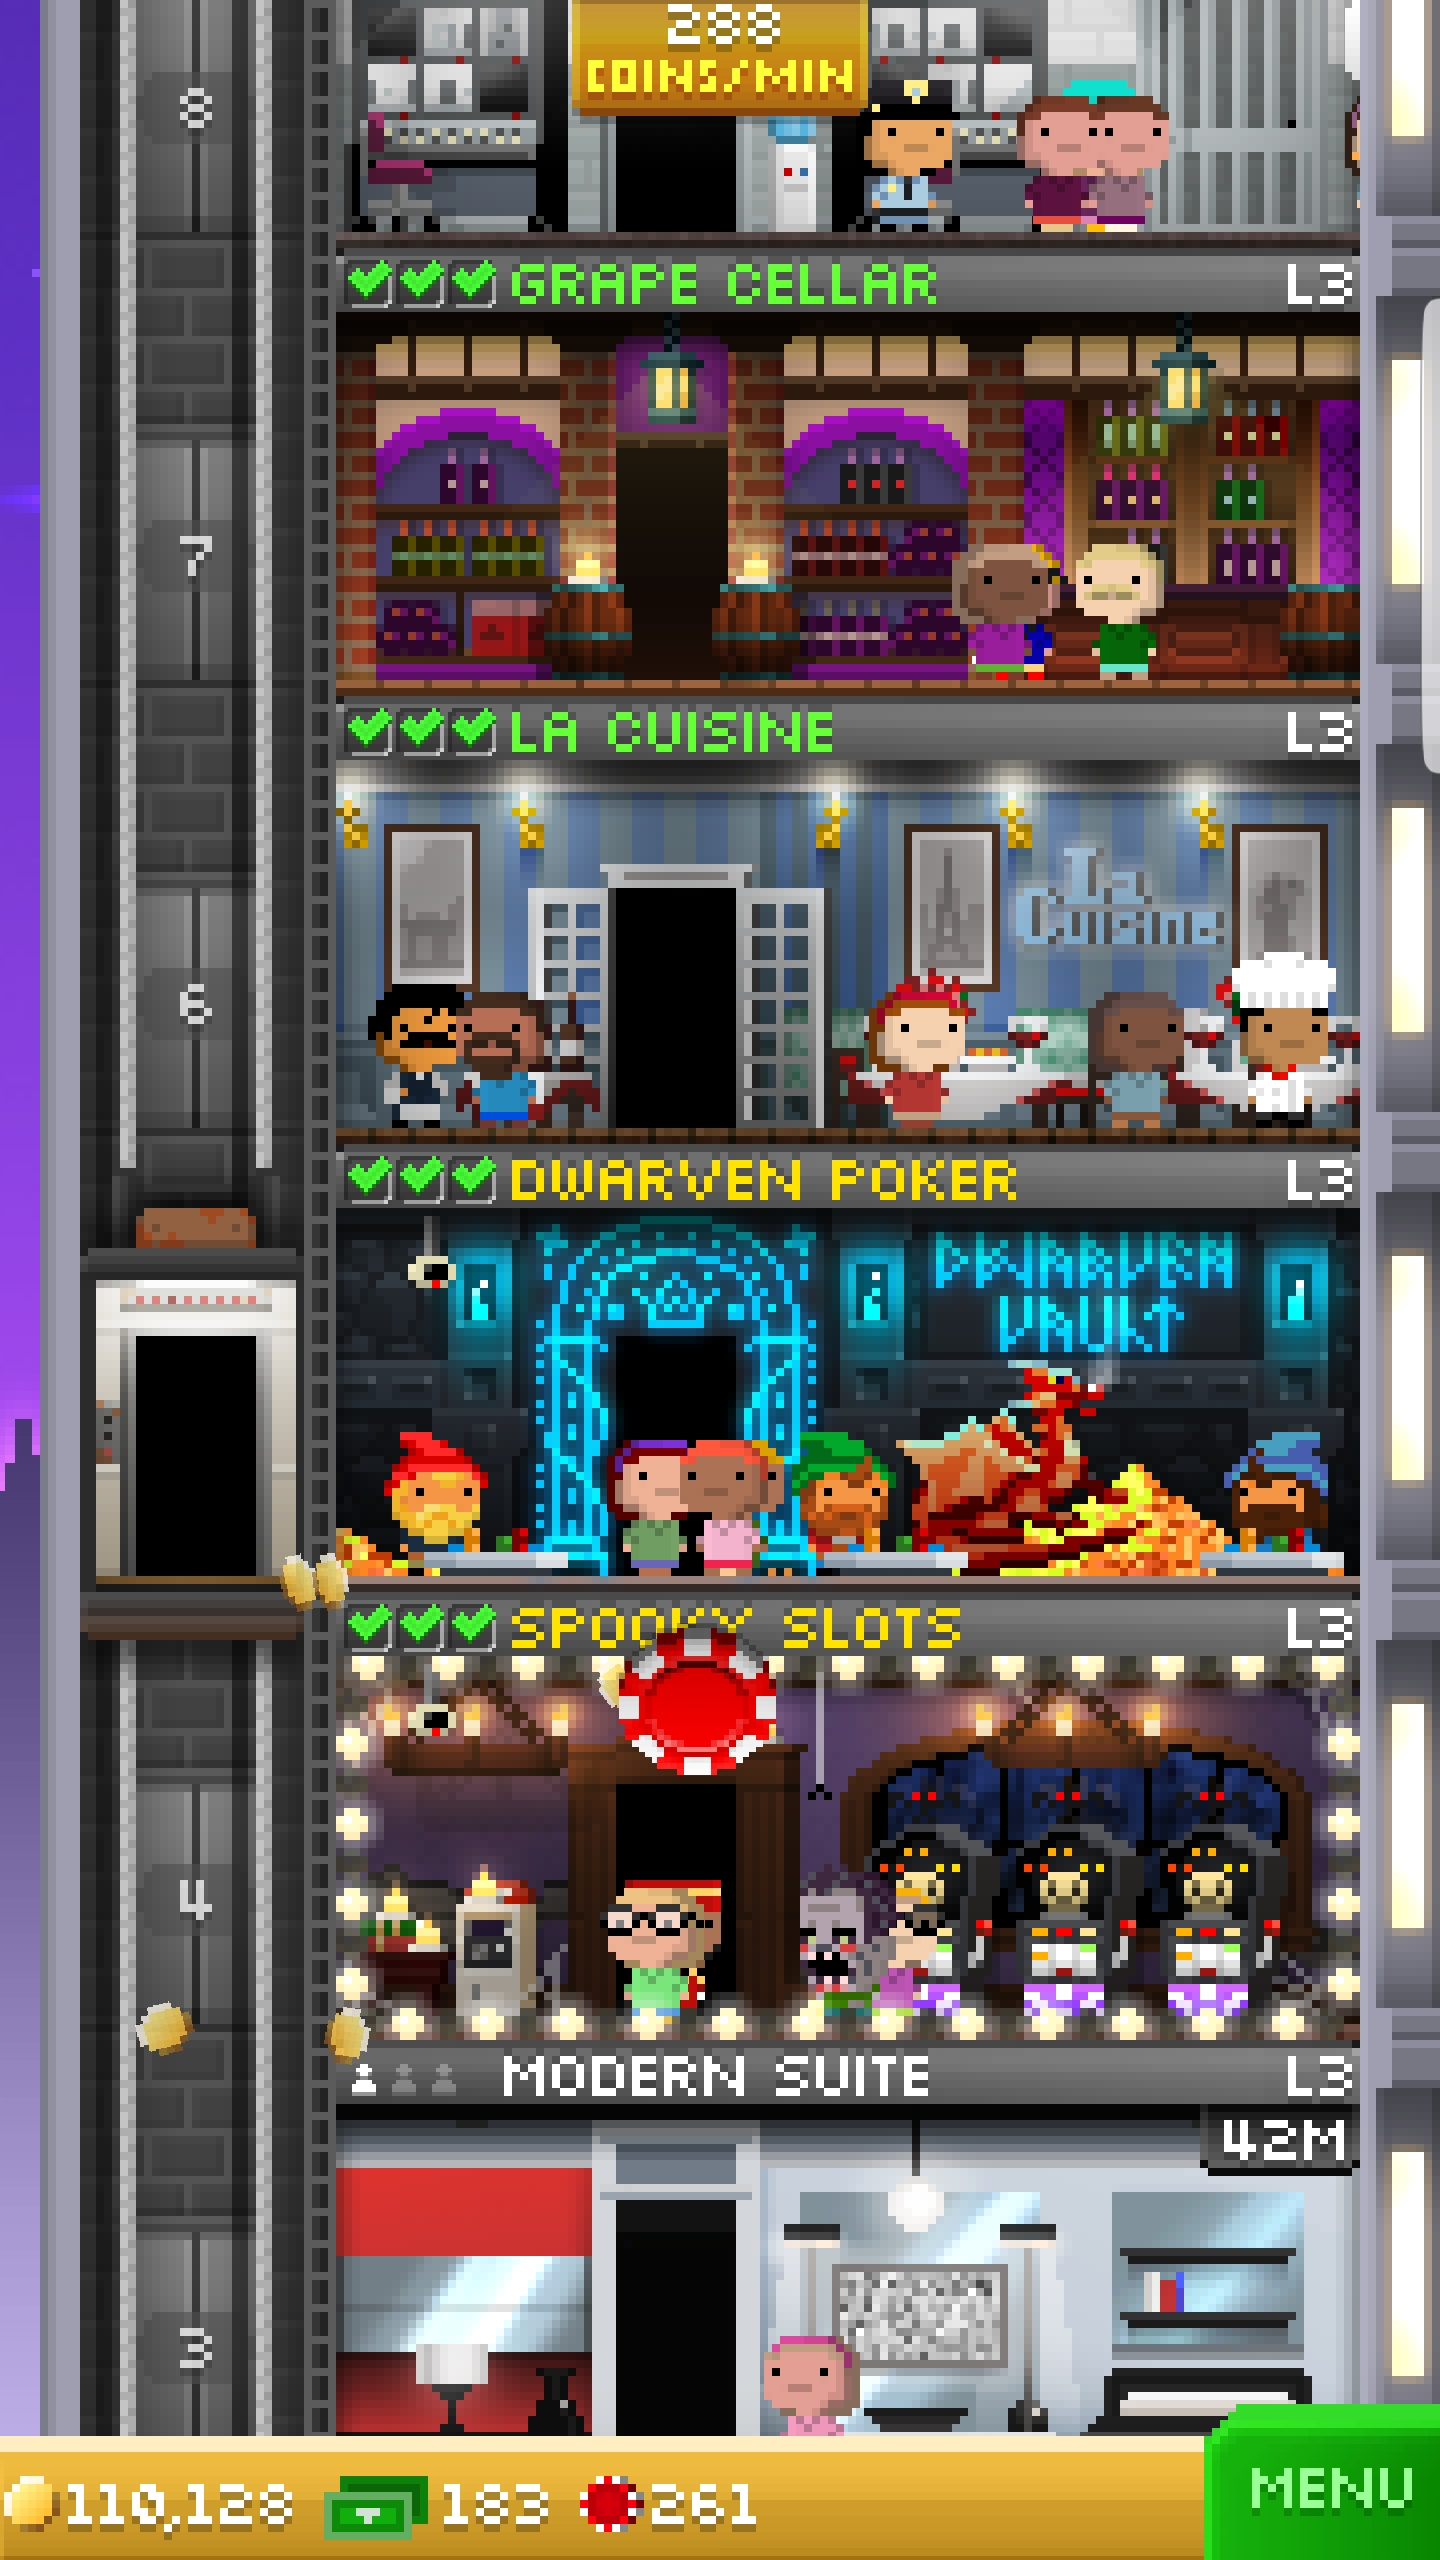 288
COINS/MIN
8
GRAPE CELLAR L3
7
LA CUISINE L3
La
Cuisine
6
DWARVEN POKER L3
DWARVEN
VAULT
SPOOKY SLOTS L3
4
MODERN SUITE L3
42M
3
110,128 183 261
MENU